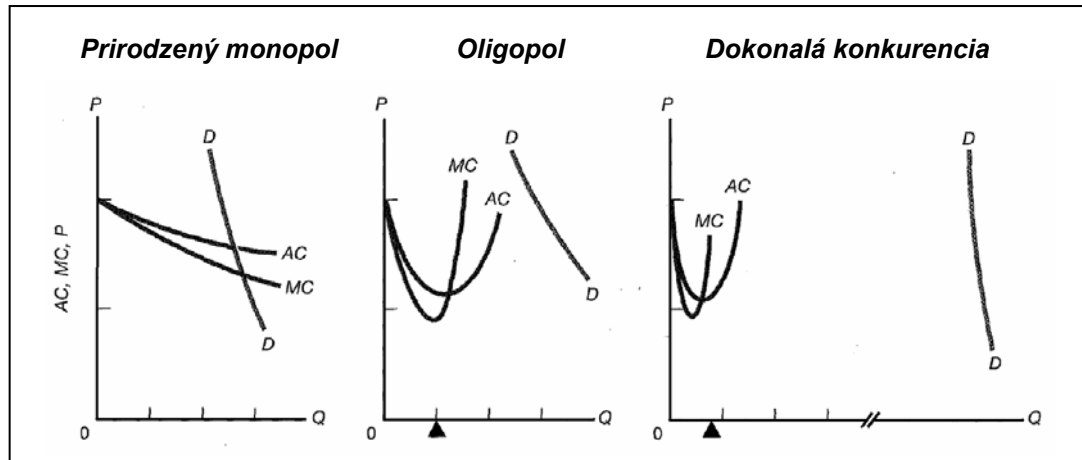 Prirodzený monopol
Oligopol
Dokonalá konkurencia
P
D
AC
MC
D
AC, MC, P
0
Q
P
D
MC
AC
D
0
Q
P
D
AC
MC
D
0
Q